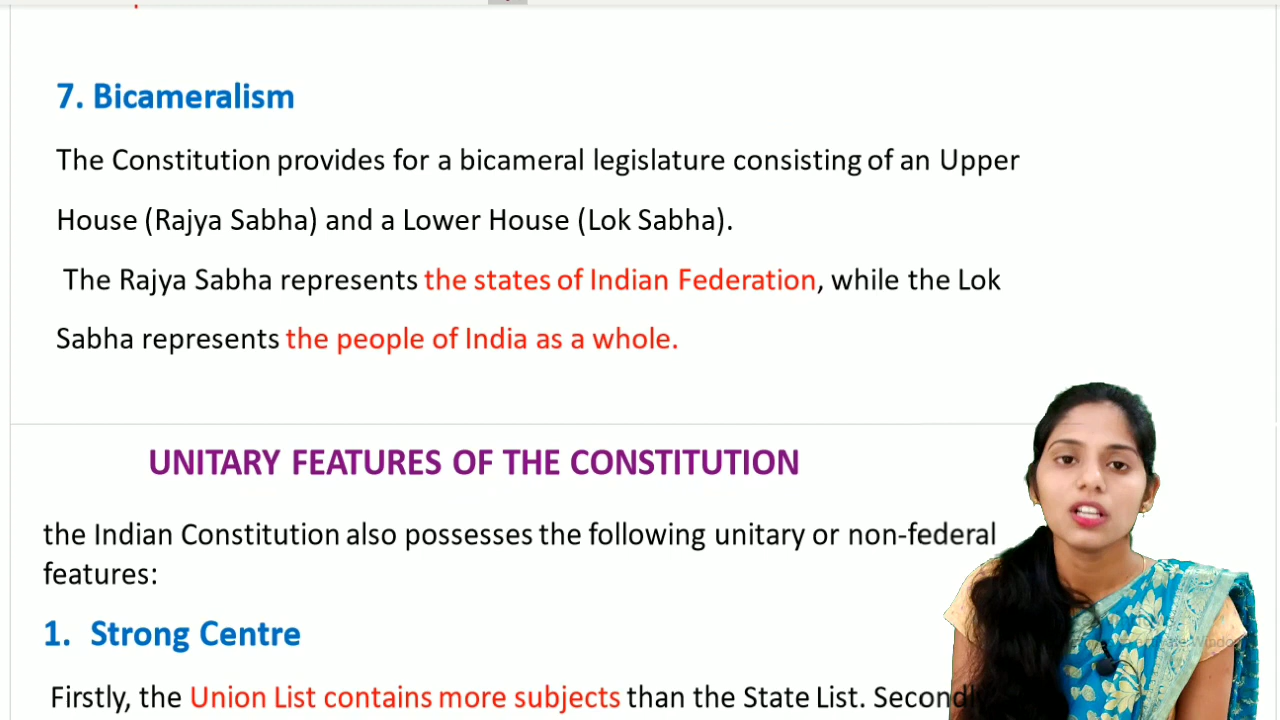 7. Bicameralism
The Constitution provides for a bicameral legislature consisting of an Upper
House (Rajya Sabha) and a Lower House (Lok Sabha).
The Rajya Sabha represents the states of Indian Federation, while the Lok
Sabha represents the people of India as a whole.
UNITARY FEATURES OF THE CONSTITUTION
the Indian Constitution also possesses the following unitary or non-federal
features:
1. Strong Centre
Firstly, the Union List contains more subjects than the State List. Secondl